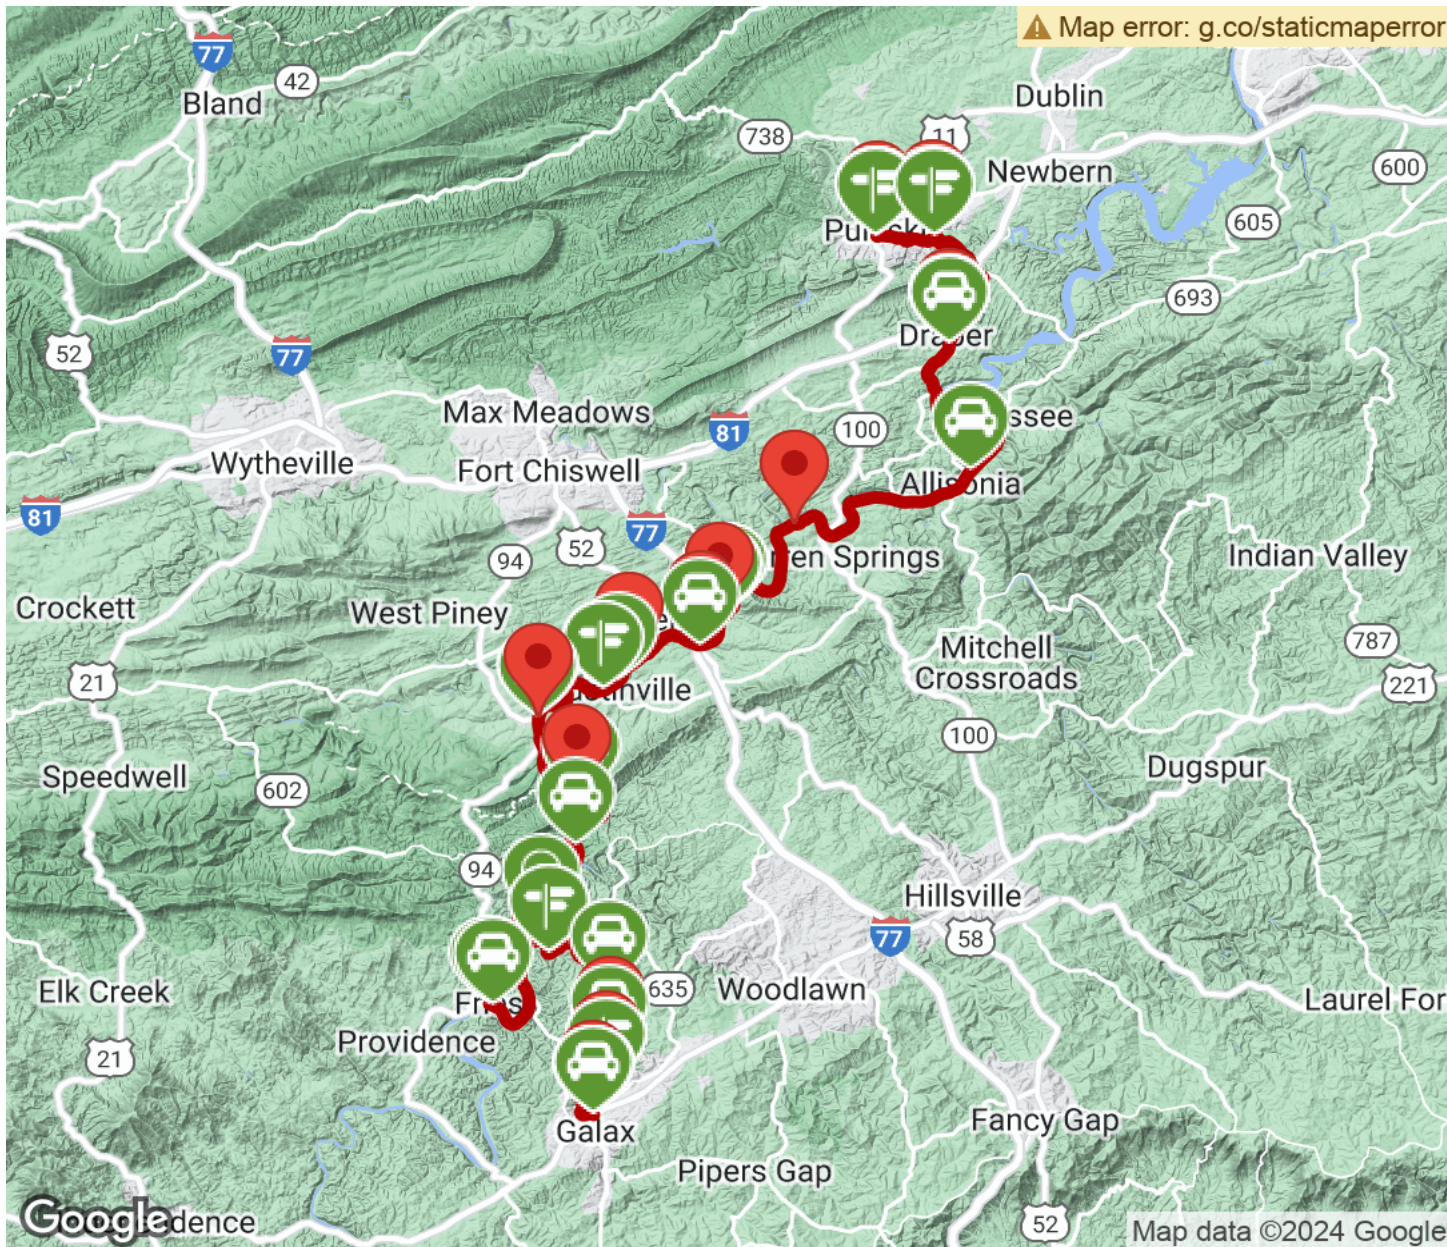 Map error: g.co/staticmaperror
77
42
Bland
Dublin
738
11
Newbern
600
605
693
52
77
Max Meadows
81
100
Wytheville
Fort Chiswell
Allisonia
81
77
94
52
Indian Valley
Crockett
West Piney
787
Mitchell
Crossroads
21
221
100
Speedwell
602
Dugspur
94
Hillsville
77
58
Elk Creek
635
Woodlawn
Laurel For
Providence
21
Galax
Fancy Gap
Pipers Gap
Google
52
Map data ©2024 Google